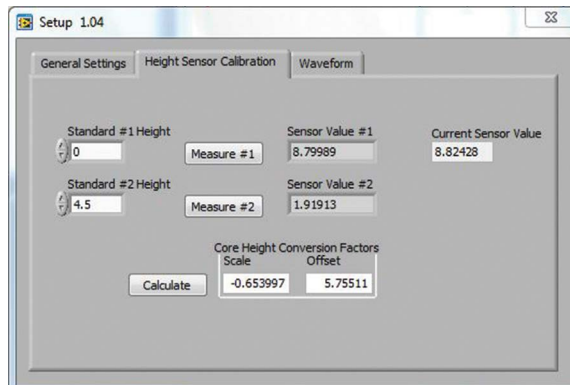 Setup 1.04
General Settings
Height Sensor Calibration
Waveform
Standard #1 Height
0
Measure #1
Sensor Value #1
8.79989
Current Sensor Value
8.82428
Standard #2 Height
4.5
Measure #2
Sensor Value #2
1.91913
Core Height Conversion Factors
Scale
Offset
Calculate
-0.653997
5.75511